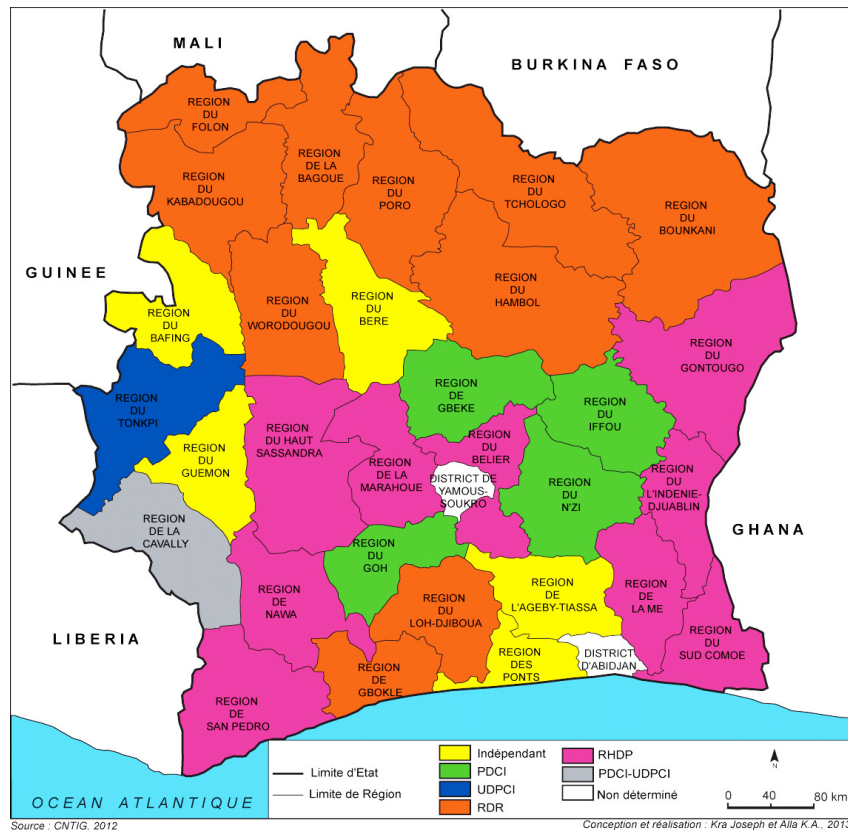 MALI
BURKINA FASO
REGION
DU
FOLON
REGION
DE LA
BAGOUE
REGION
DU
KABADOUGOU
REGION
DU
PORO
REGION
DU
TCHOLOGO
REGION
DU
BOUNKANI
GUINEE
REGION
DU
BAFING
REGION
DU
WORODOUGOU
REGION
DU
BERE
REGION
DU
HAMBOL
REGION
DU
GONTOUGO
REGION
DU
TONKPI
REGION
DE
GBEKE
REGION
DU
IFFOU
REGION
DU
GUEMON
REGION
DU HAUT
SASSANDRA
REGION
DE LA
MARAHOUE
REGION
DU
BELIER
DISTRICT DE
YAMOUS-
SOUKRO
REGION
DU
N'ZI
REGION
DU
L'INDENIE-
DJUABLIN
GHANA
REGION
DE LA
CAVALLY
REGION
DU
GOH
REGION
DE
NAWA
REGION
DU
LOH-DJIBOUA
REGION
DE
L'AGEBY-TIASSA
REGION
DE
LA ME
LIBERIA
REGION
DE
SAN PEDRO
REGION
DE
GBOKLE
REGION
DES
PONTS
DISTRICT
D'ABIDJAN
REGION
DU
SUD COMOE
OCEAN ATLANTIQUE
Limite d'Etat
Limite de Région
Indépendant
PDCI
UDPCI
RDR
RHDP
PDCI-UDPCI
Non déterminé
N
0 40 80 km
Source : CNTIG. 2012
Conception et réalisation : Kra Joseph et Alla K.A., 2013